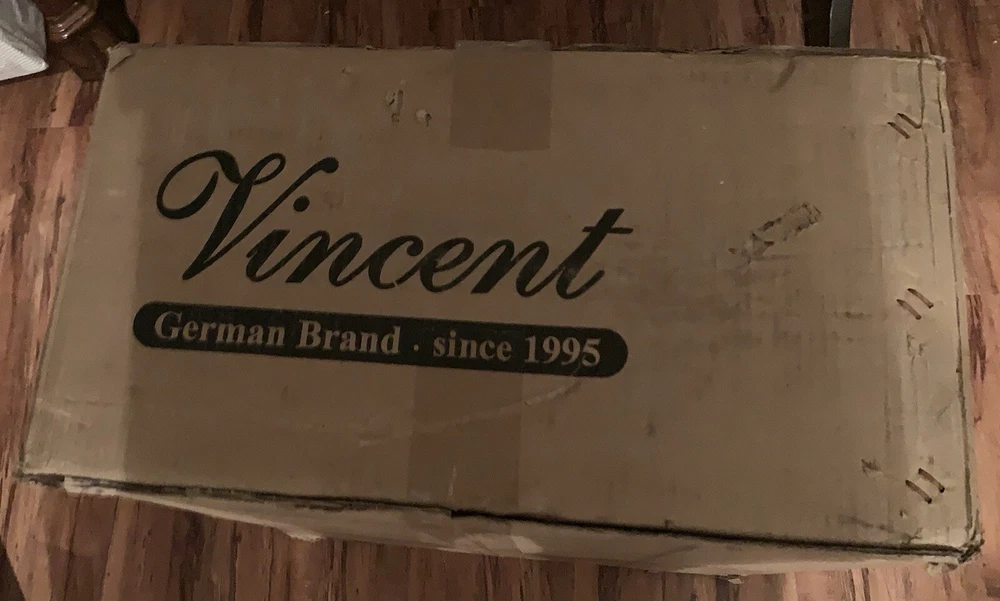 Vincent
German Brand · since 1995